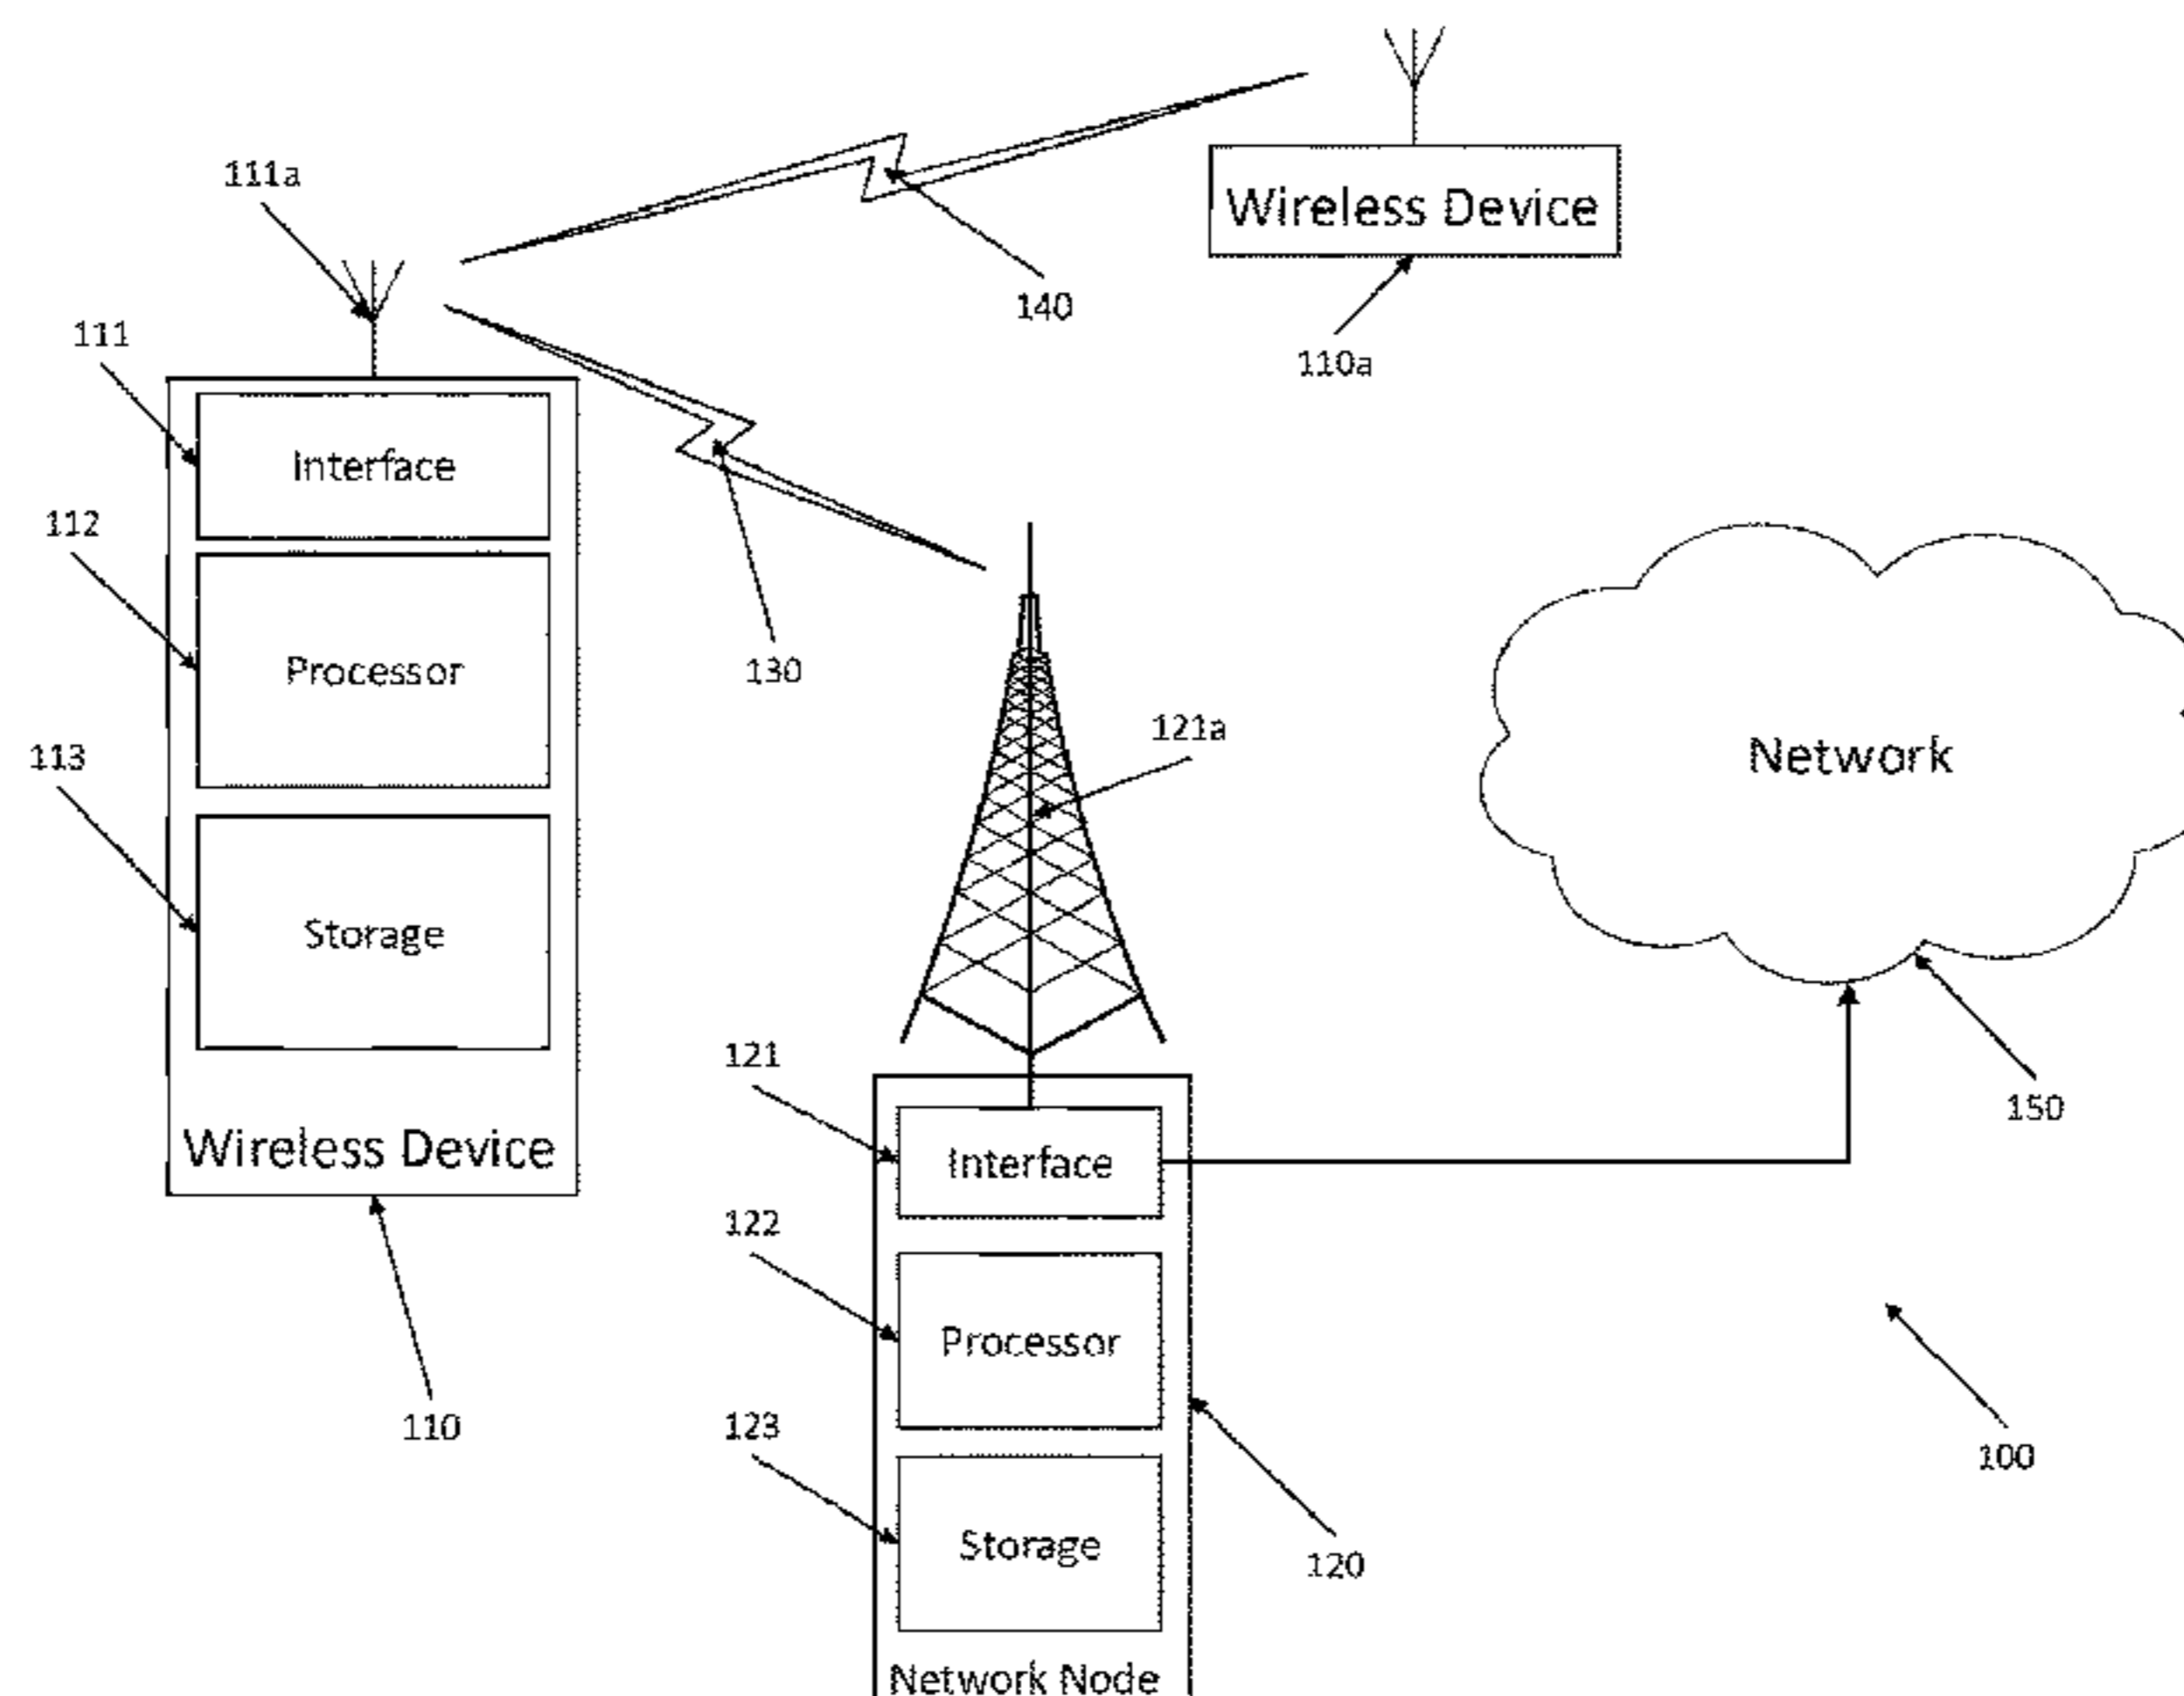 111a
Wireless Device
140
110a
111
Interface
112
Processor
130
113
Storage
121a
Network
Wireless Device
121
Interface
150
110
122
Processor
123
Storage
120
100
Network Node